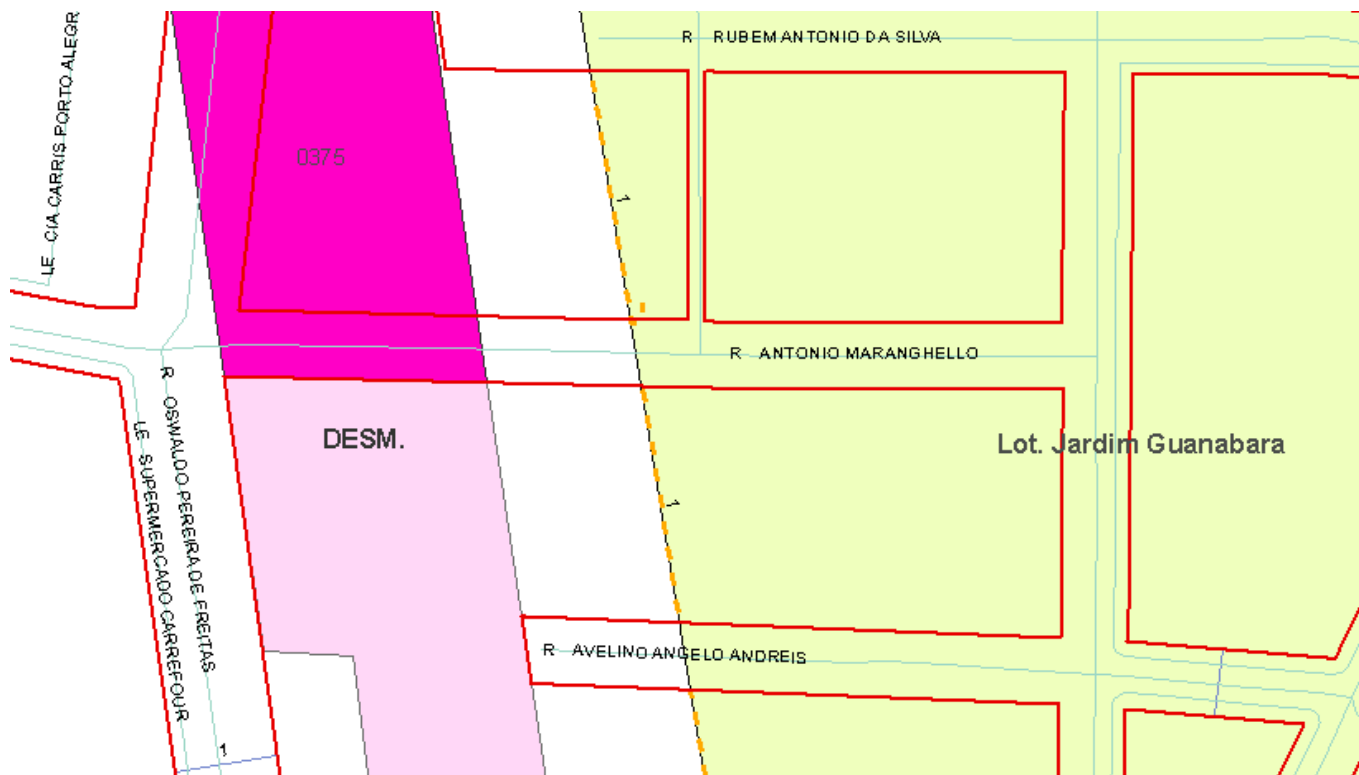 R RUBEM ANTONIO DA SILVA
LE CIA CARRIS PORTO ALEGR
0375
1
R ANTONIO MARANGHELLO
R OSWALDO PEREIRA DE FREITAS
LE SUPERMERCADO CARREFOUR
DESM.
Lot. Jardim Guanabara
1
R AVELINO ANGELO ANDREIS
1